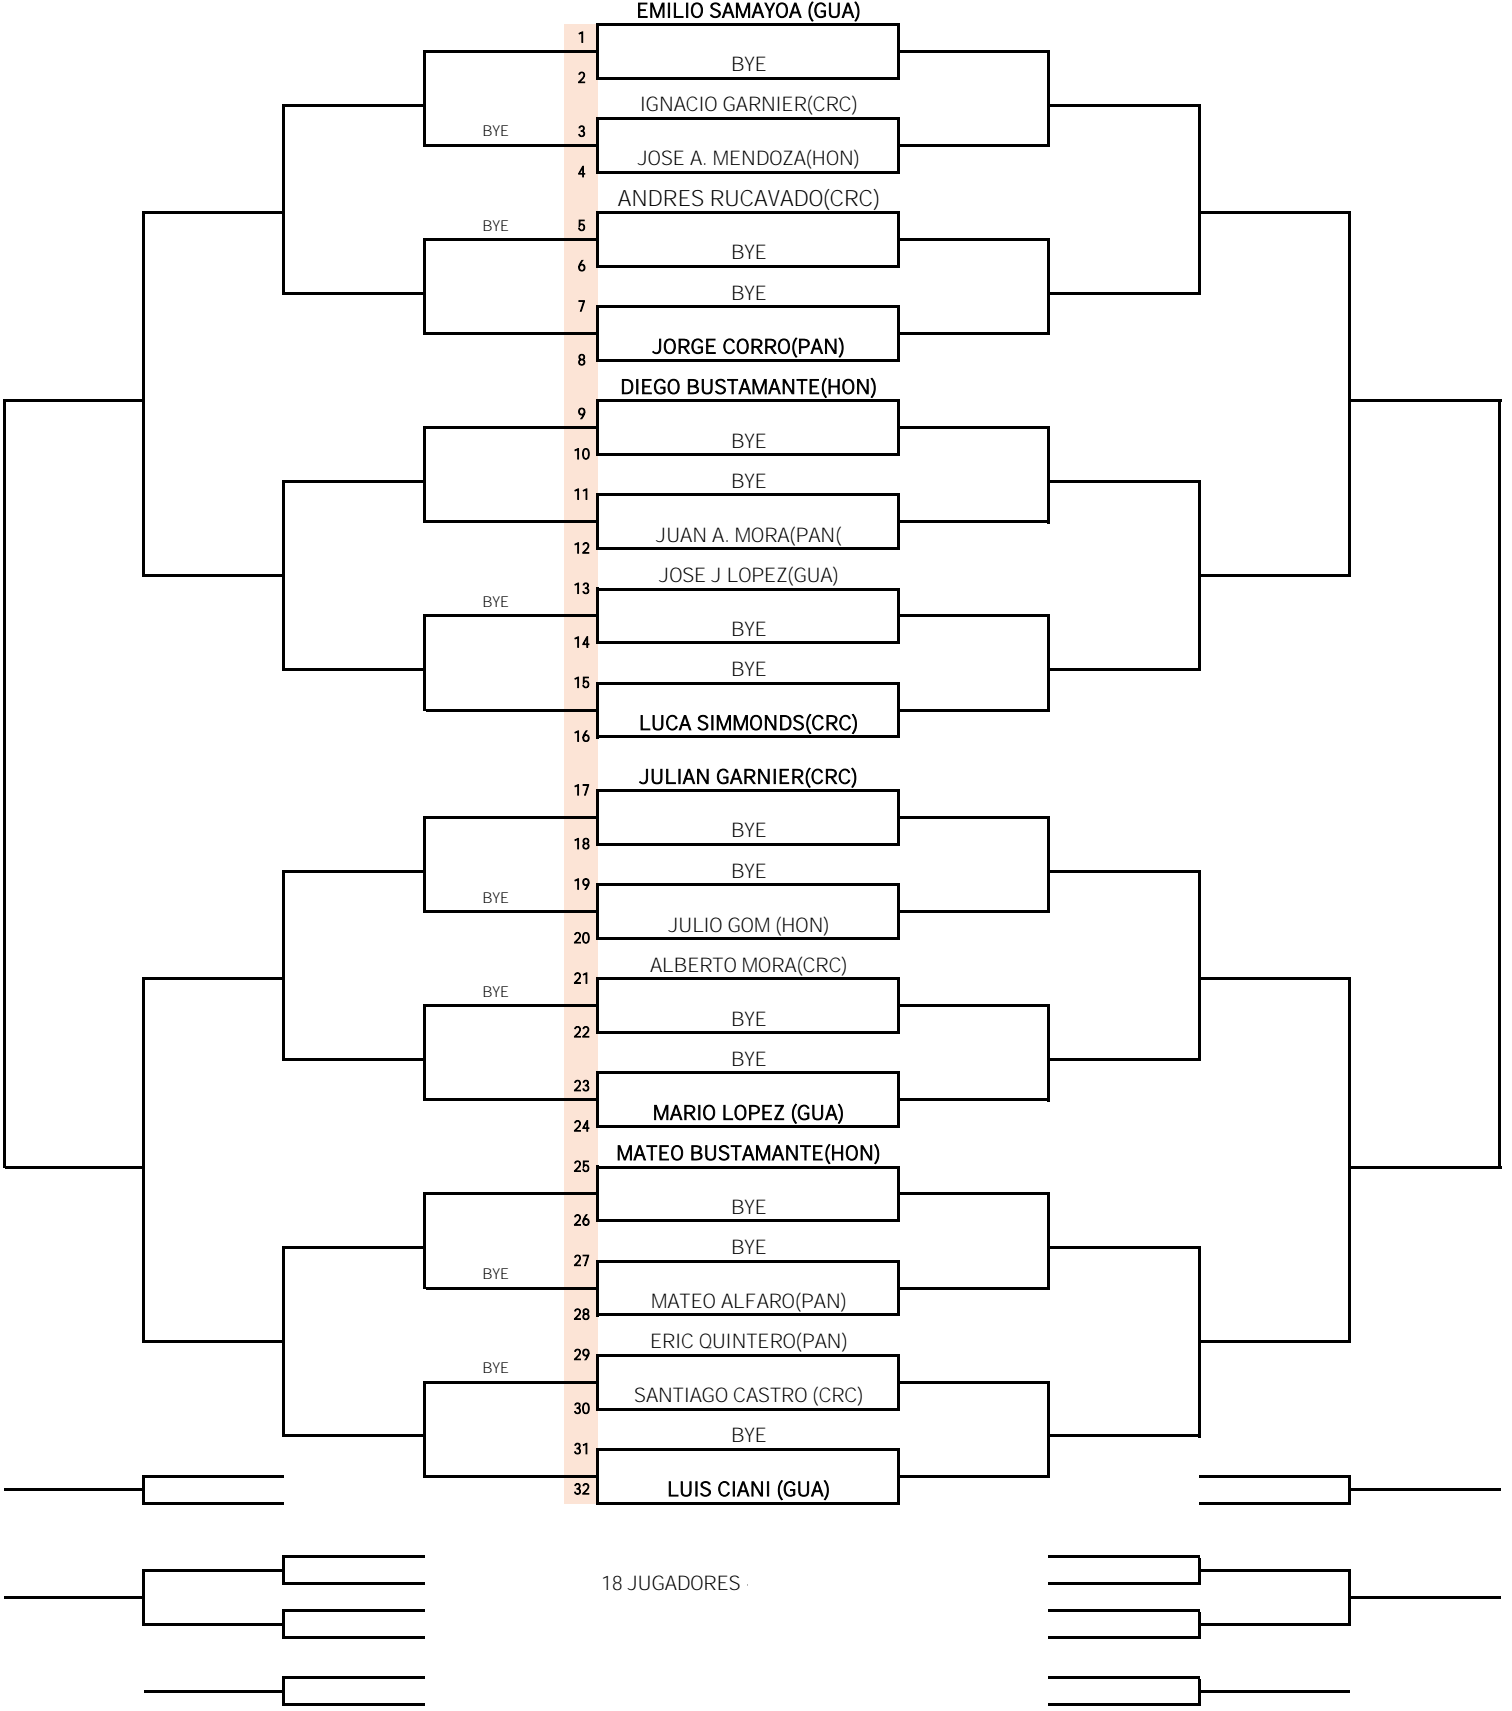 EMILIO SAMAYOA (GUA)
1
BYE
2
IGNACIO GARNIER(CRC)
BYE
3
JOSE A. MENDOZA(HON)
4
ANDRES RUCAVADO(CRC)
BYE
5
BYE
6
BYE
7
JORGE CORRO(PAN)
8
DIEGO BUSTAMANTE(HON)
9
BYE
10
BYE
11
JUAN A. MORA(PAN(
12
JOSE J LOPEZ(GUA)
13
BYE
BYE
14
BYE
15
LUCA SIMMONDS(CRC)
16
JULIAN GARNIER(CRC)
17
BYE
18
BYE
19
BYE
JULIO GOM (HON)
20
ALBERTO MORA(CRC)
21
BYE
BYE
22
BYE
23
MARIO LOPEZ (GUA)
24
MATEO BUSTAMANTE(HON)
25
BYE
26
BYE
27
BYE
MATEO ALFARO(PAN)
28
ERIC QUINTERO(PAN)
29
BYE
SANTIAGO CASTRO (CRC)
30
BYE
31
LUIS CIANI (GUA)
32
18 JUGADORES